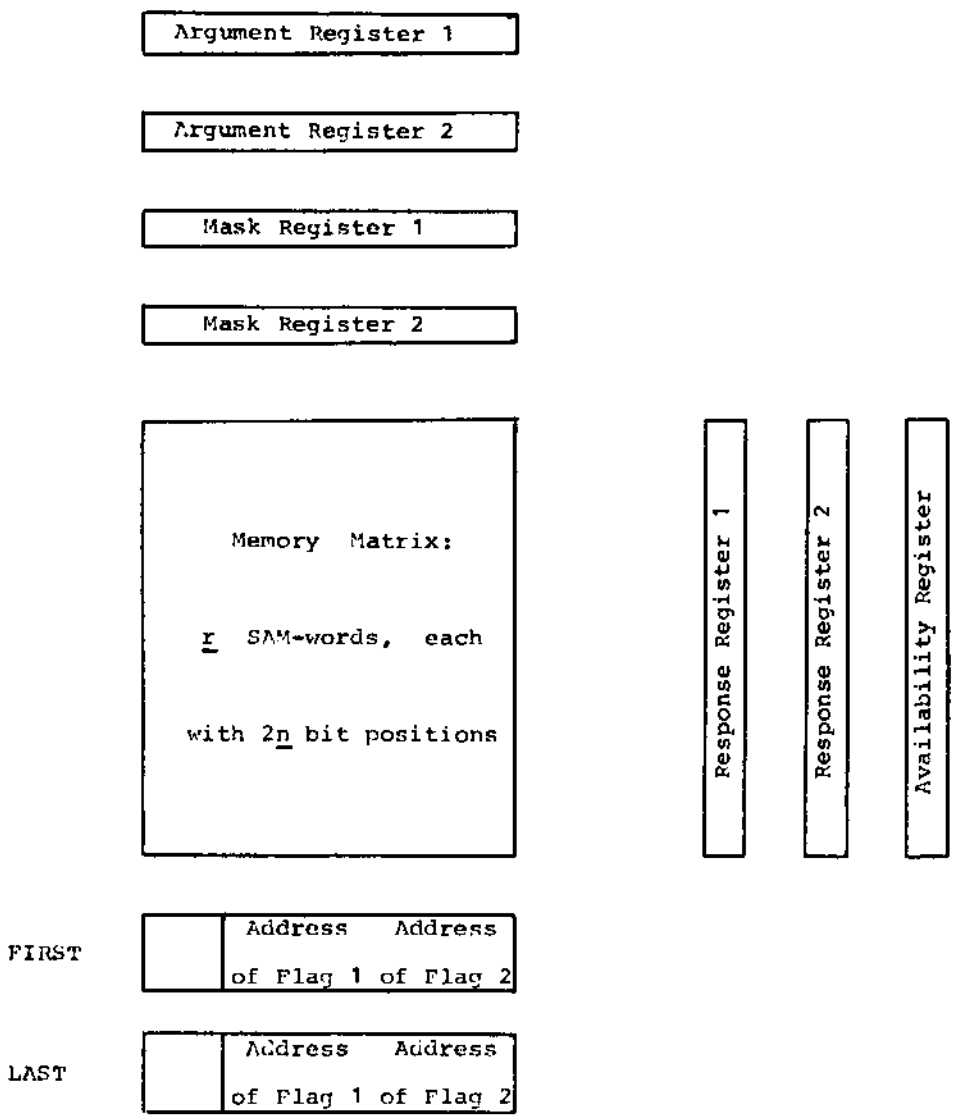 Argument Register 1
Argument Register 2
Mask Register 1
Mask Register 2
Memory Matrix:
r SAM-words, each
with 2n bit positions
Response Register 1
Response Register 2
Availability Register
FIRST
Address Address
of Flag 1 of Flag 2
LAST
Address Address
of Flag 1 of Flag 2